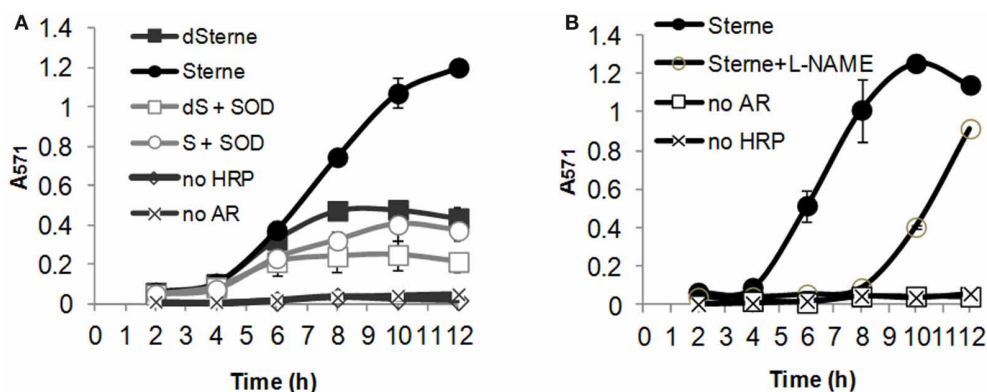 A
1.4
1.2
1
0.8
0.6
0.4
0.2
0
A571
dSterne
Sterne
dS + SOD
S + SOD
no HRP
no AR
0 1 2 3 4 5 6 7 8 9 10 11 12
Time (h)
B
1.4
1.2
1
0.8
0.6
0.4
0.2
0
A571
Sterne
Sterne+L-NAME
no AR
no HRP
0 1 2 3 4 5 6 7 8 9 10 11 12
Time (h)